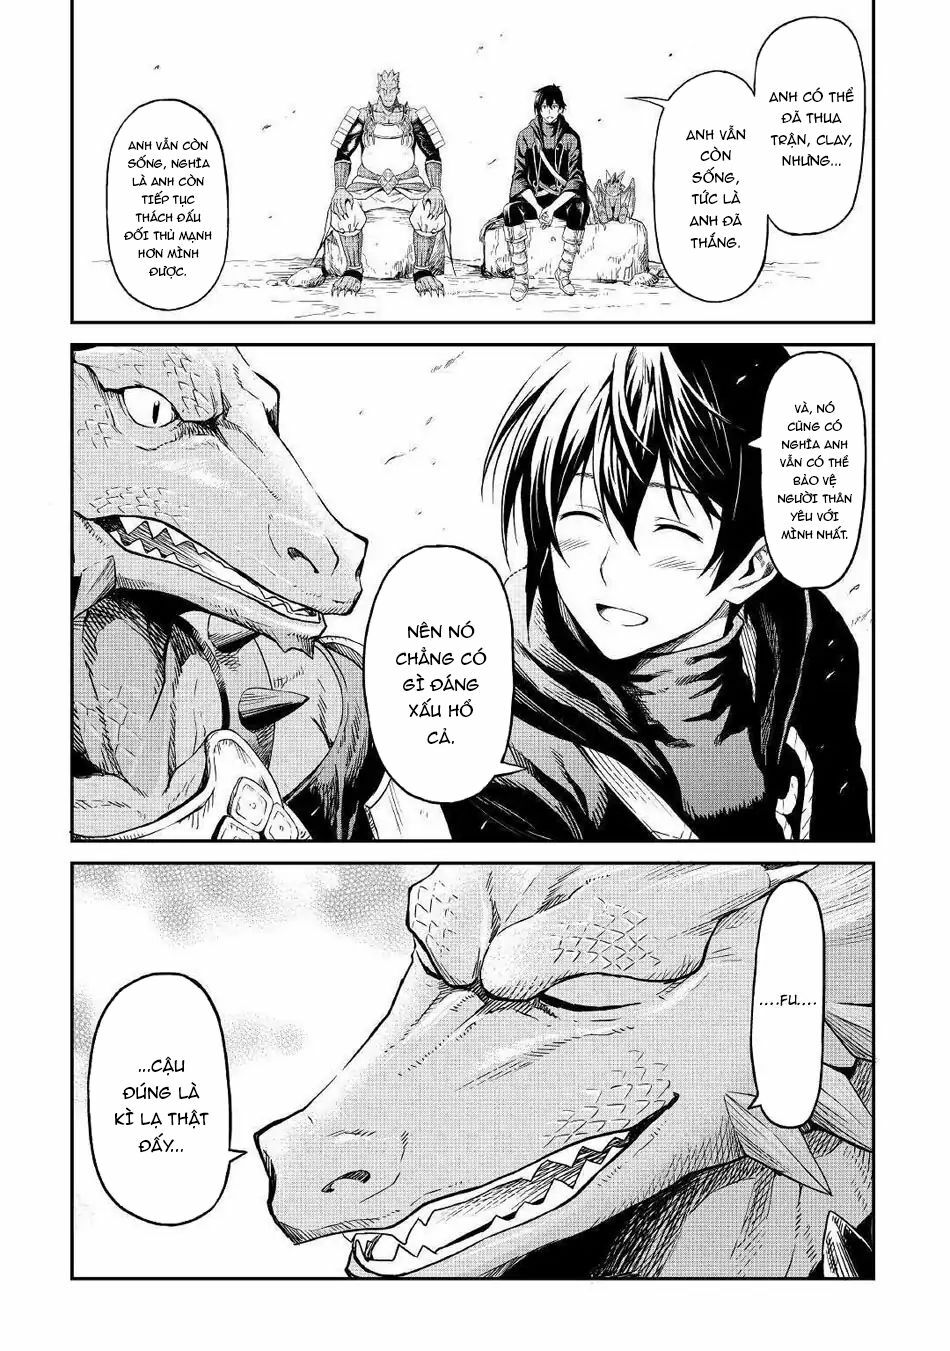 ANH CÓ THỂ
ĐÃ THUA
TRẬN, CLAY,
NHƯNG...
ANH VẪN
CÒN
SỐNG,
TỨC LÀ
ANH ĐÃ
THẮNG.
ANH VẪN CÒN
SỐNG, NGHĨA
LÀ ANH CÒN
TIẾP TỤC
THÁCH ĐẤU
ĐỐI THỦ MẠNH
HƠN MÌNH
ĐƯỢC.
VÀ, NÓ
CŨNG CÓ
NGHĨA ANH
VẪN CÓ THỂ
BẢO VỆ
NGƯỜI THÂN
YÊU VỚI
MÌNH NHẤT.
NÊN NÓ
CHẲNG CÓ
GÌ ĐÁNG
XẤU HỔ
CẢ.
....FU....
...CẬU
ĐÚNG LÀ
KÌ LẠ THẬT
ĐẤY...